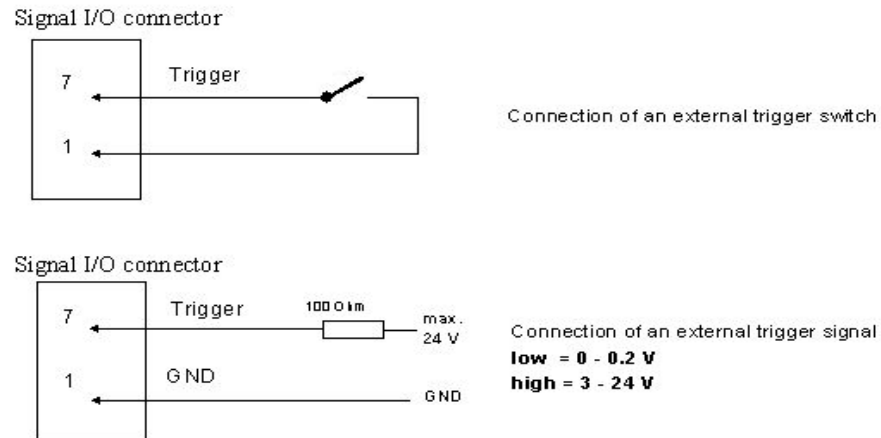 Signal I/O connector
7
Trigger
1
Connection of an external trigger switch
Signal I/O connector
7
Trigger
100 Ohm
max.
24 V
Connection of an external trigger signal
low = 0 - 0.2 V
high = 3 - 24 V
1
GND
GND